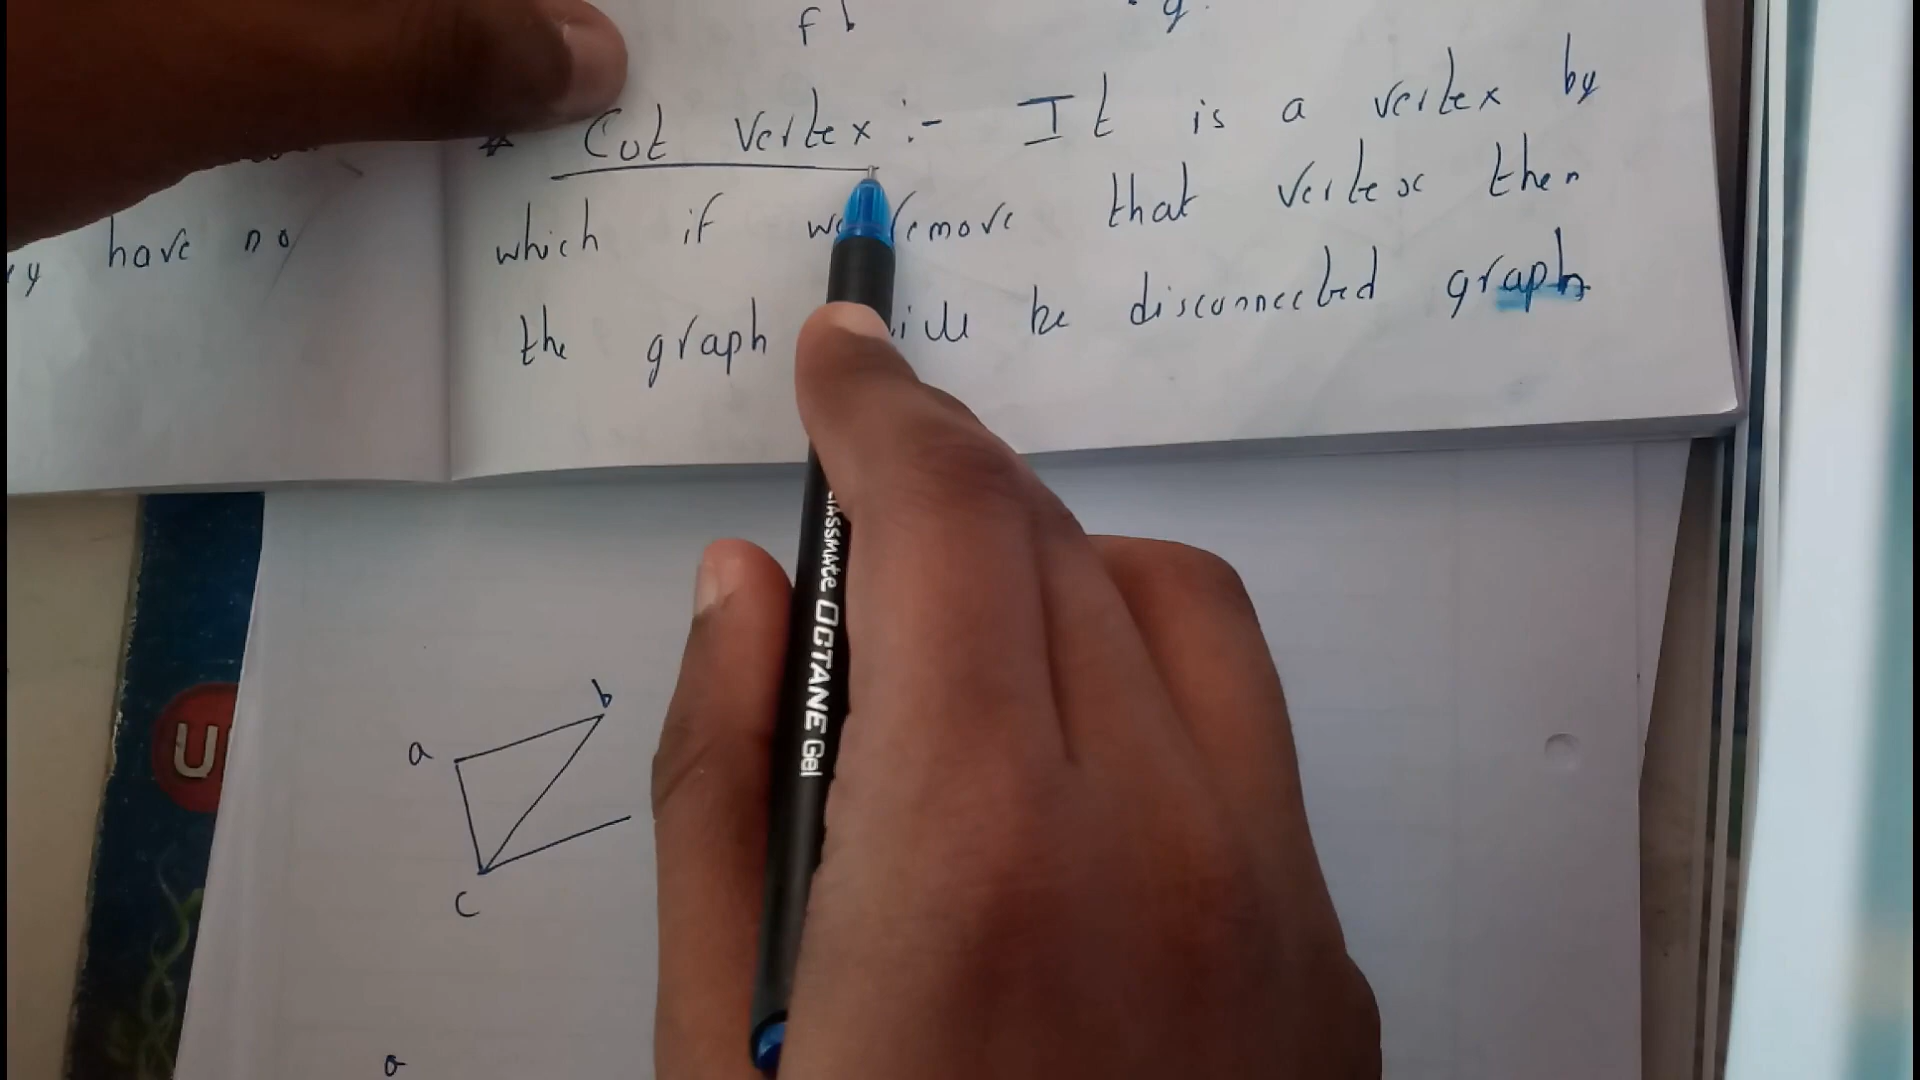 f b
g
Cut Vertex :- It is a vertex by
which if we remove that vertex then
the graph will be disconnected graph
have no
CLASSMATE OCTANE Gel
U
b
a
c
a